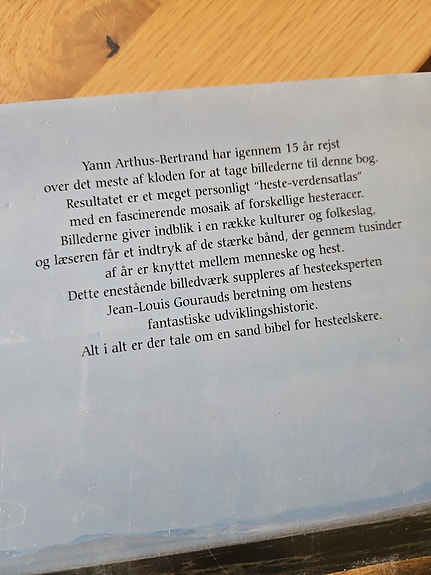 Yann Arthus-Bertrand har igennem 15 år rejst
over det meste af kloden for at tage billederne til denne bog.
Resultatet er et meget personligt "heste-verdensatlas"
med en fascinerende mosaik af forskellige hesteracer.
Billederne giver indblik i en række kulturer og folkeslag,
og læseren får et indtryk af de stærke bånd, der gennem tusinder
af år er knyttet mellem menneske og hest.
Dette enestående billedværk suppleres af hesteeksperten
Jean-Louis Gourauds beretning om hestens
fantastiske udviklingshistorie.
Alt i alt er der tale om en sand bibel for hesteelskere.